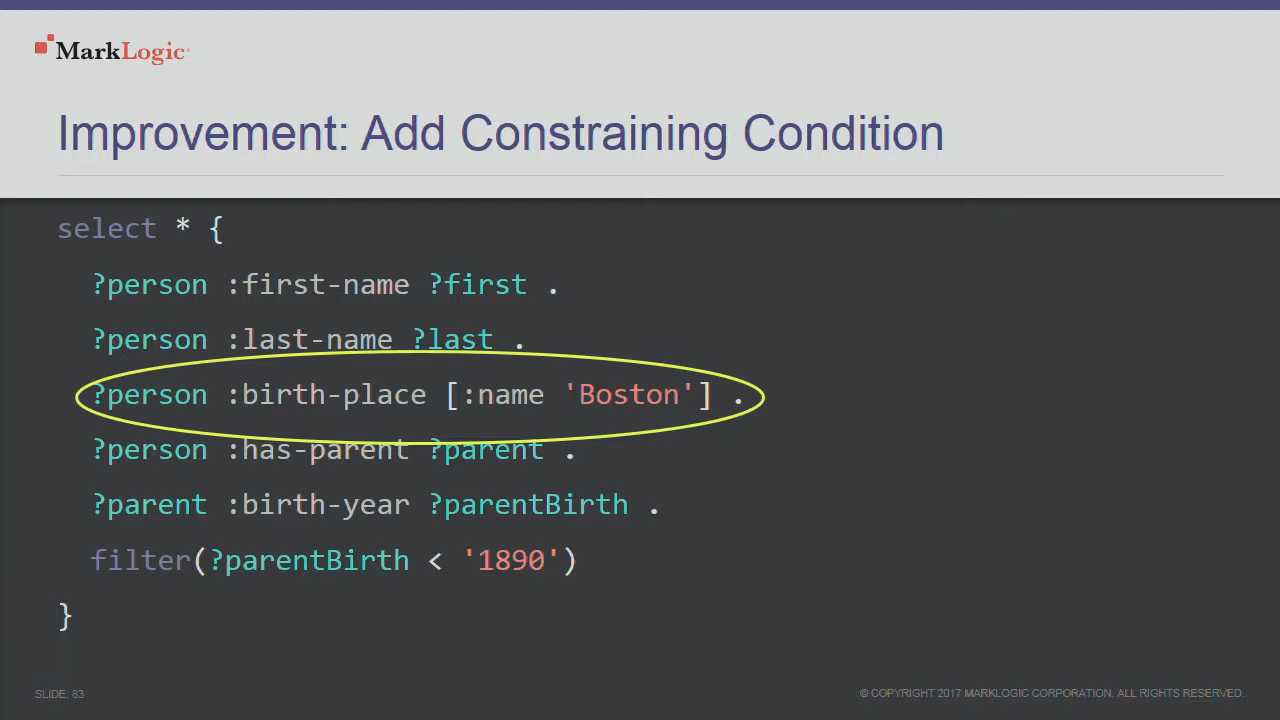 MarkLogic
Improvement: Add Constraining Condition
select * {
?person :first-name ?first .
?person :last-name ?last .
?person :birth-place [:name 'Boston'] .
?person :has-parent ?parent .
?parent :birth-year ?parentBirth .
filter(?parentBirth < '1890')
}
SLIDE: 83
© COPYRIGHT 2017 MARKLOGIC CORPORATION. ALL RIGHTS RESERVED.